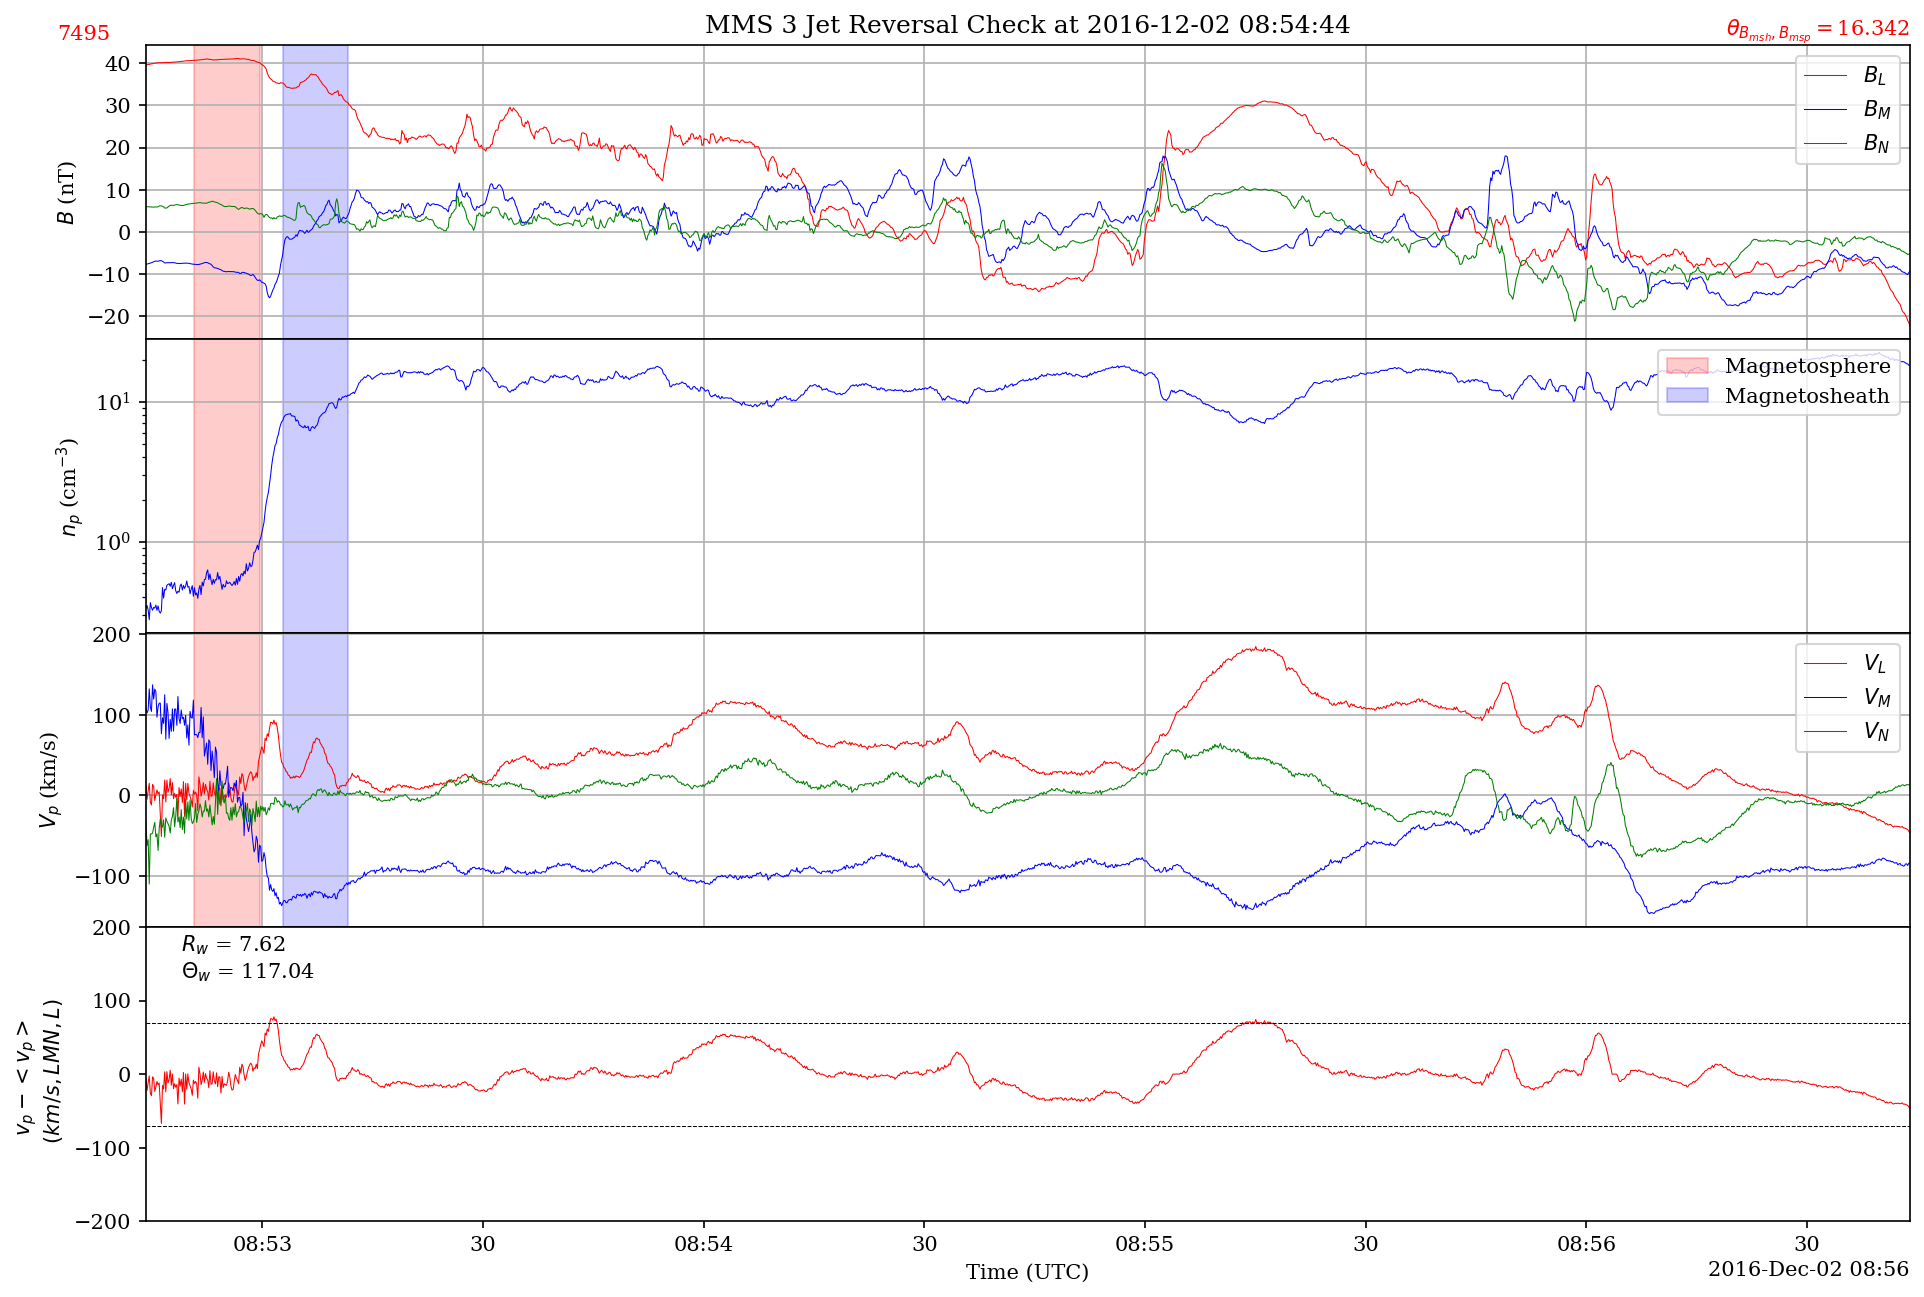 MMS 3 Jet Reversal Check at 2016-12-02 08:54:44
7495
θ_{B_{msh}, B_{msp}} = 16.342
B (nT)
40
30
20
10
0
−10
−20
B_L
B_M
B_N
n_p (cm^{−3})
10^1
10^0
Magnetosphere
Magnetosheath
V_p (km/s)
200
100
0
−100
V_L
V_M
V_N
v_p − < v_p >
(km/s, LMN, L)
200
100
0
−100
−200
R_w = 7.62
Θ_w = 117.04
08:53 30 08:54 30 08:55 30 08:56 30
Time (UTC)
2016-Dec-02 08:56